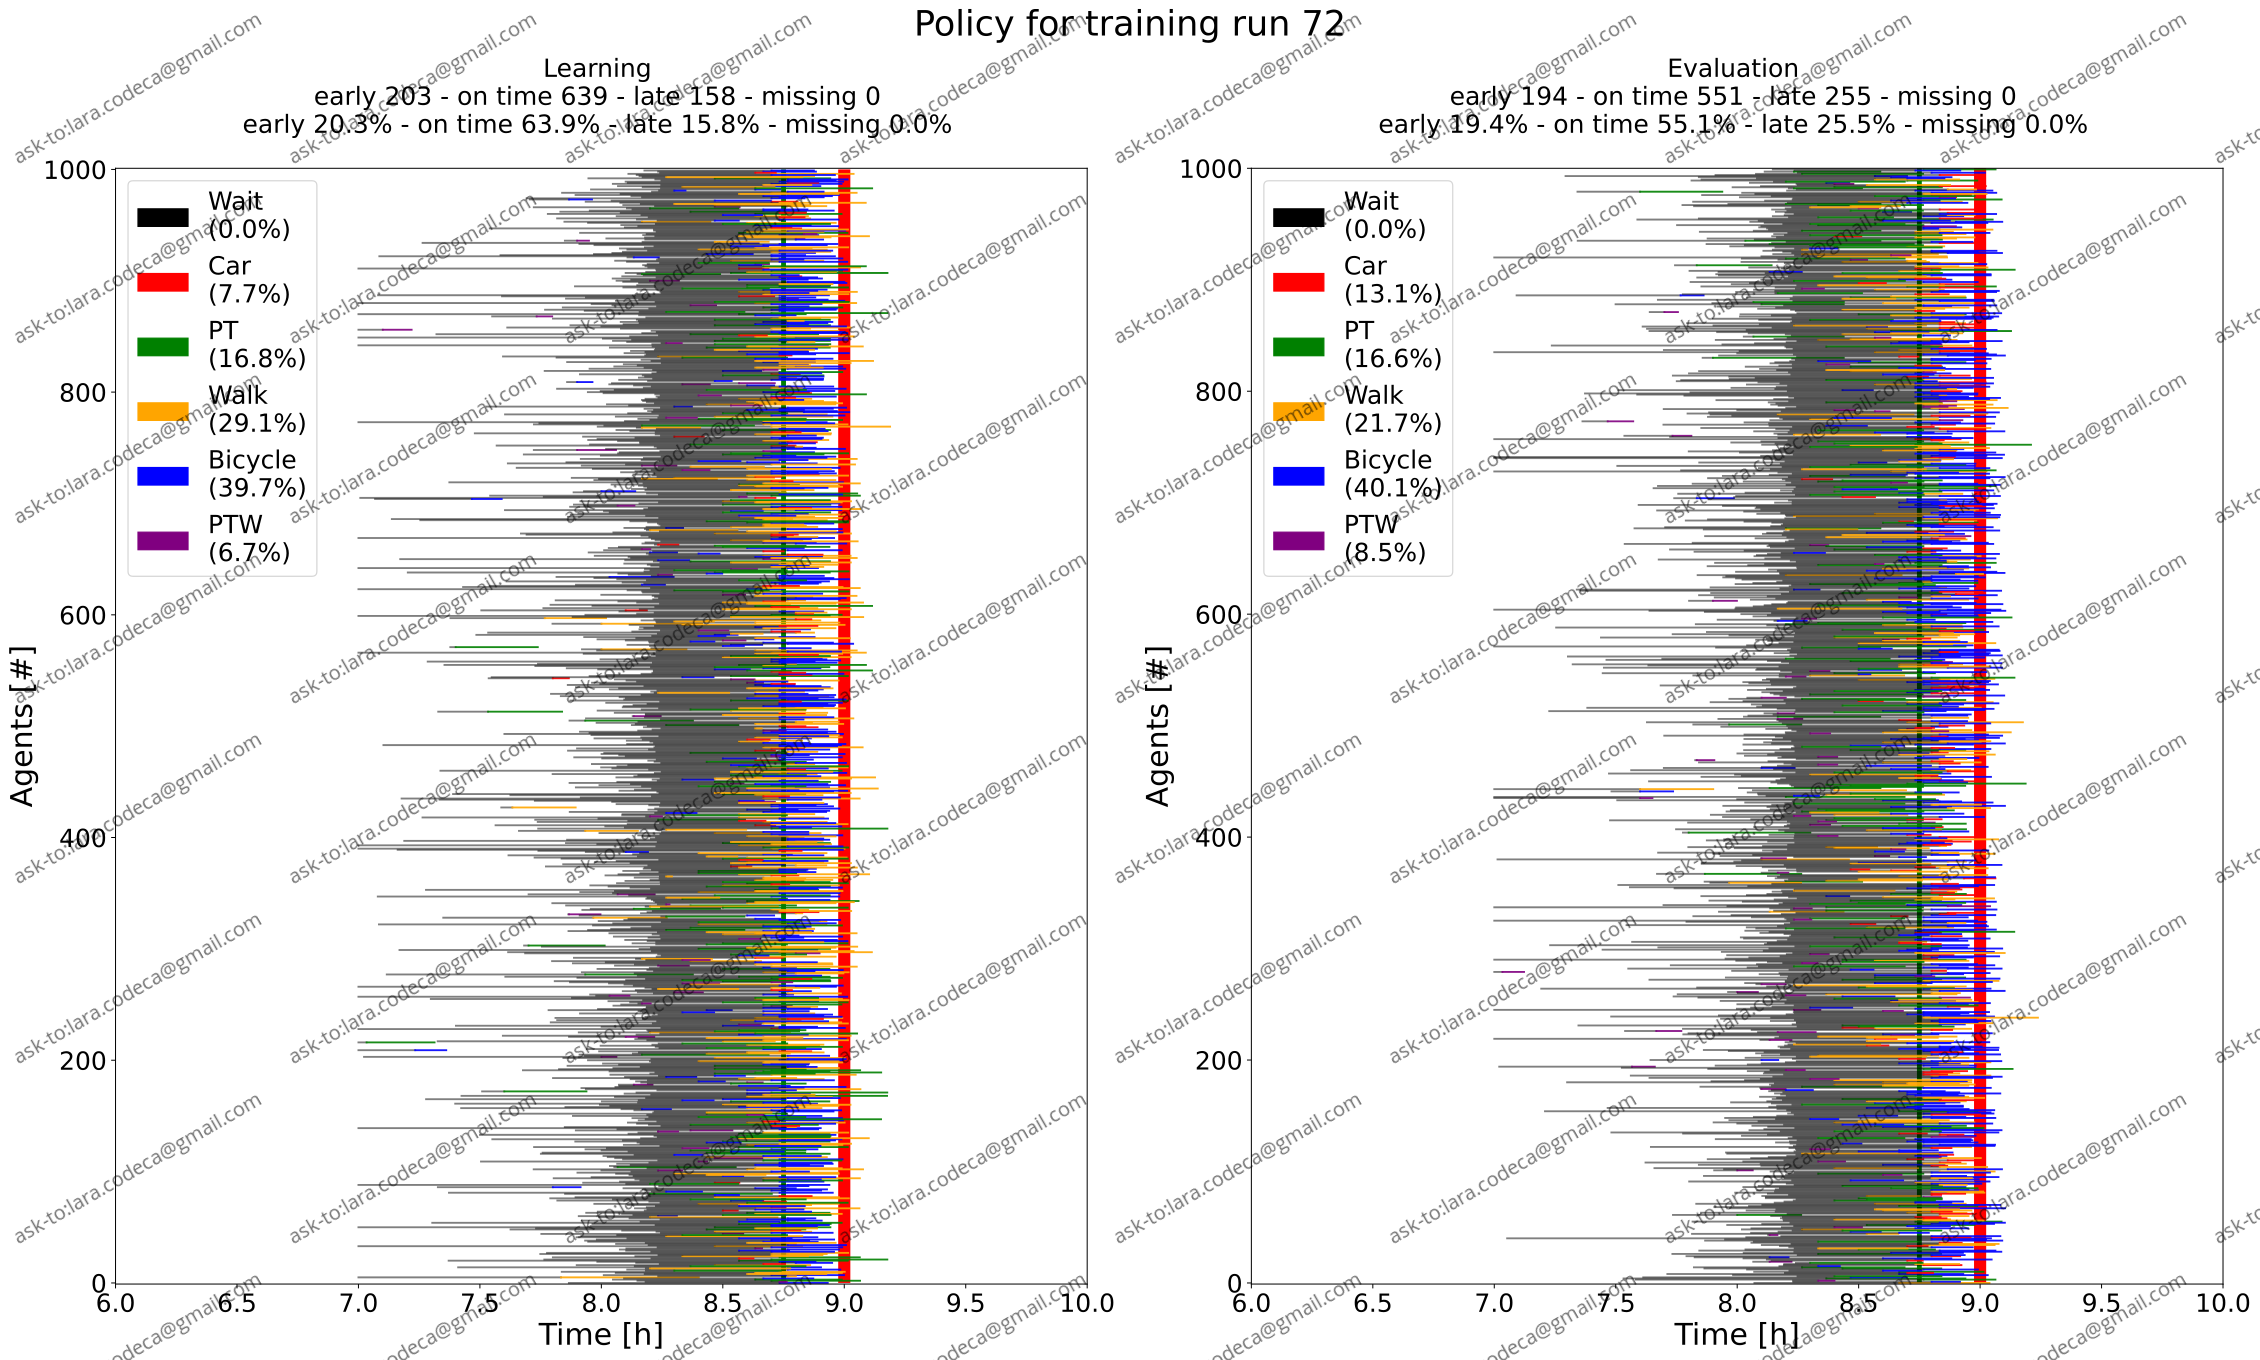 Policy for training run 72
Learning
early 203 - on time 639 - late 158 - missing 0
early 20.3% - on time 63.9% - late 15.8% - missing 0.0%
Agents [#]
1000
800
600
400
200
0
Wait
(0.0%)
Car
(7.7%)
PT
(16.8%)
Walk
(29.1%)
Bicycle
(39.7%)
PTW
(6.7%)
6.0 6.5 7.0 7.5 8.0 8.5 9.0 9.5 10.0
Time [h]
Evaluation
early 194 - on time 551 - late 255 - missing 0
early 19.4% - on time 55.1% - late 25.5% - missing 0.0%
Agents [#]
1000
800
600
400
200
0
Wait
(0.0%)
Car
(13.1%)
PT
(16.6%)
Walk
(21.7%)
Bicycle
(40.1%)
PTW
(8.5%)
6.0 6.5 7.0 7.5 8.0 8.5 9.0 9.5 10.0
Time [h]
ask-to:lara.codeca@gmail.com